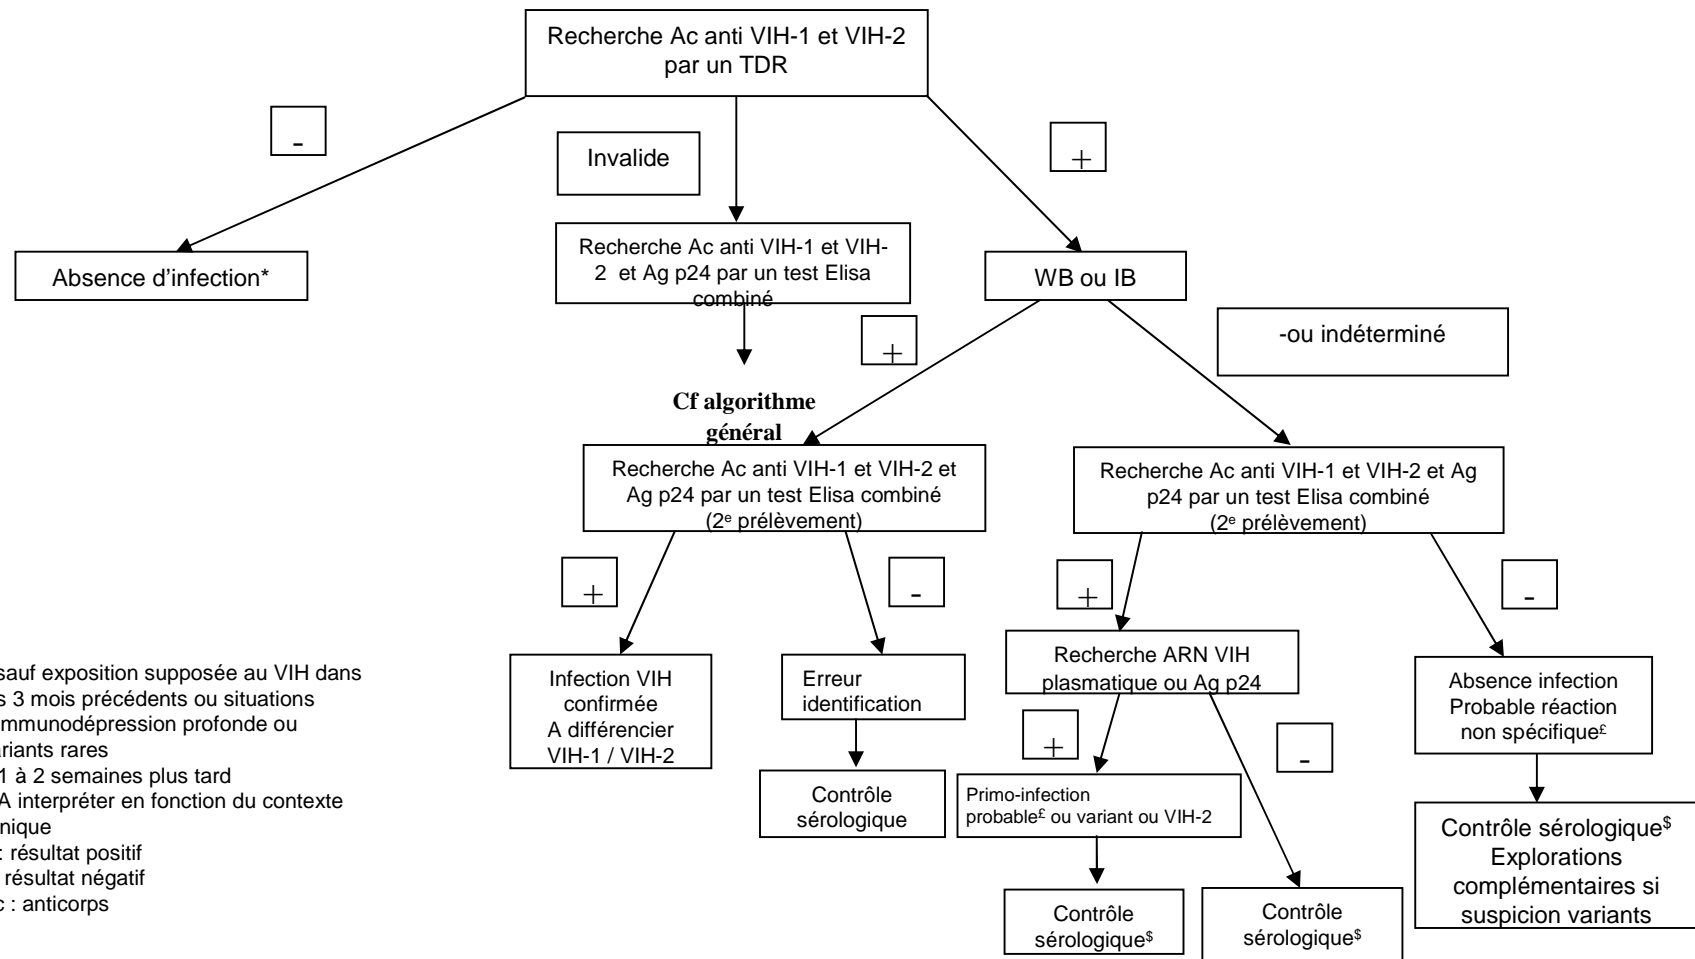 Recherche Ac anti VIH-1 et VIH-2
par un TDR
-
Invalide
+
Absence d’infection*
Recherche Ac anti VIH-1 et VIH-
2 et Ag p24 par un test Elisa
combiné
WB ou IB
+
-ou indéterminé
Cf algorithme
général
Recherche Ac anti VIH-1 et VIH-2 et
Ag p24 par un test Elisa combiné
(2e prélèvement)
Recherche Ac anti VIH-1 et VIH-2 et Ag
p24 par un test Elisa combiné
(2e prélèvement)
+
-
+
-
Infection VIH
confirmée
A différencier
VIH-1 / VIH-2
Erreur
identification
Contrôle
sérologique
Recherche ARN VIH
plasmatique ou Ag p24
+
-
Primo-infection
probable£ ou variant ou VIH-2
Contrôle
sérologique$
Contrôle
sérologique$
Absence infection
Probable réaction
non spécifique£
Contrôle sérologique$
Explorations
complémentaires si
suspicion variants
sauf exposition supposée au VIH dans
s 3 mois précédents ou situations
mmunodépression profonde ou
ariants rares
1 à 2 semaines plus tard
A interpréter en fonction du contexte
nique
: résultat positif
résultat négatif
c : anticorps